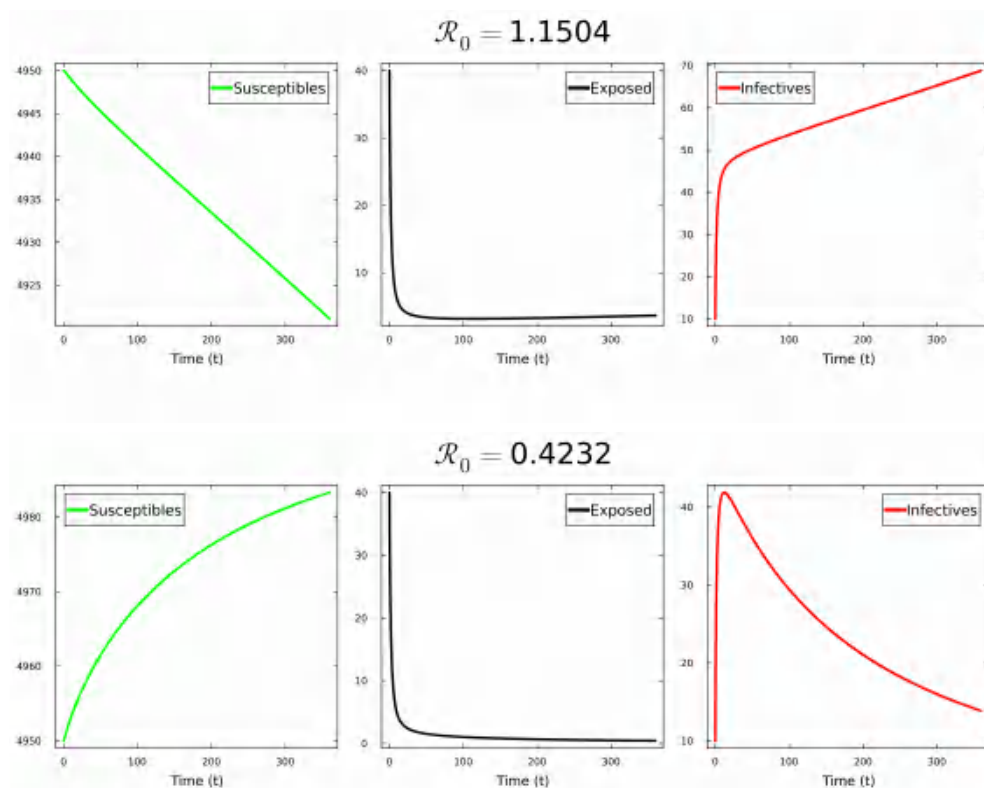 R₀ = 1.1504
Susceptibles
4950
4945
4940
4935
4930
4925
0 100 200 300
Time (t)
Exposed
40
30
20
10
0 100 200 300
Time (t)
Infectives
70
60
50
40
30
20
10
0 100 200 300
Time (t)
R₀ = 0.4232
Susceptibles
4980
4970
4960
4950
0 100 200 300
Time (t)
Exposed
40
30
20
10
0
0 100 200 300
Time (t)
Infectives
40
30
20
10
0 100 200 300
Time (t)